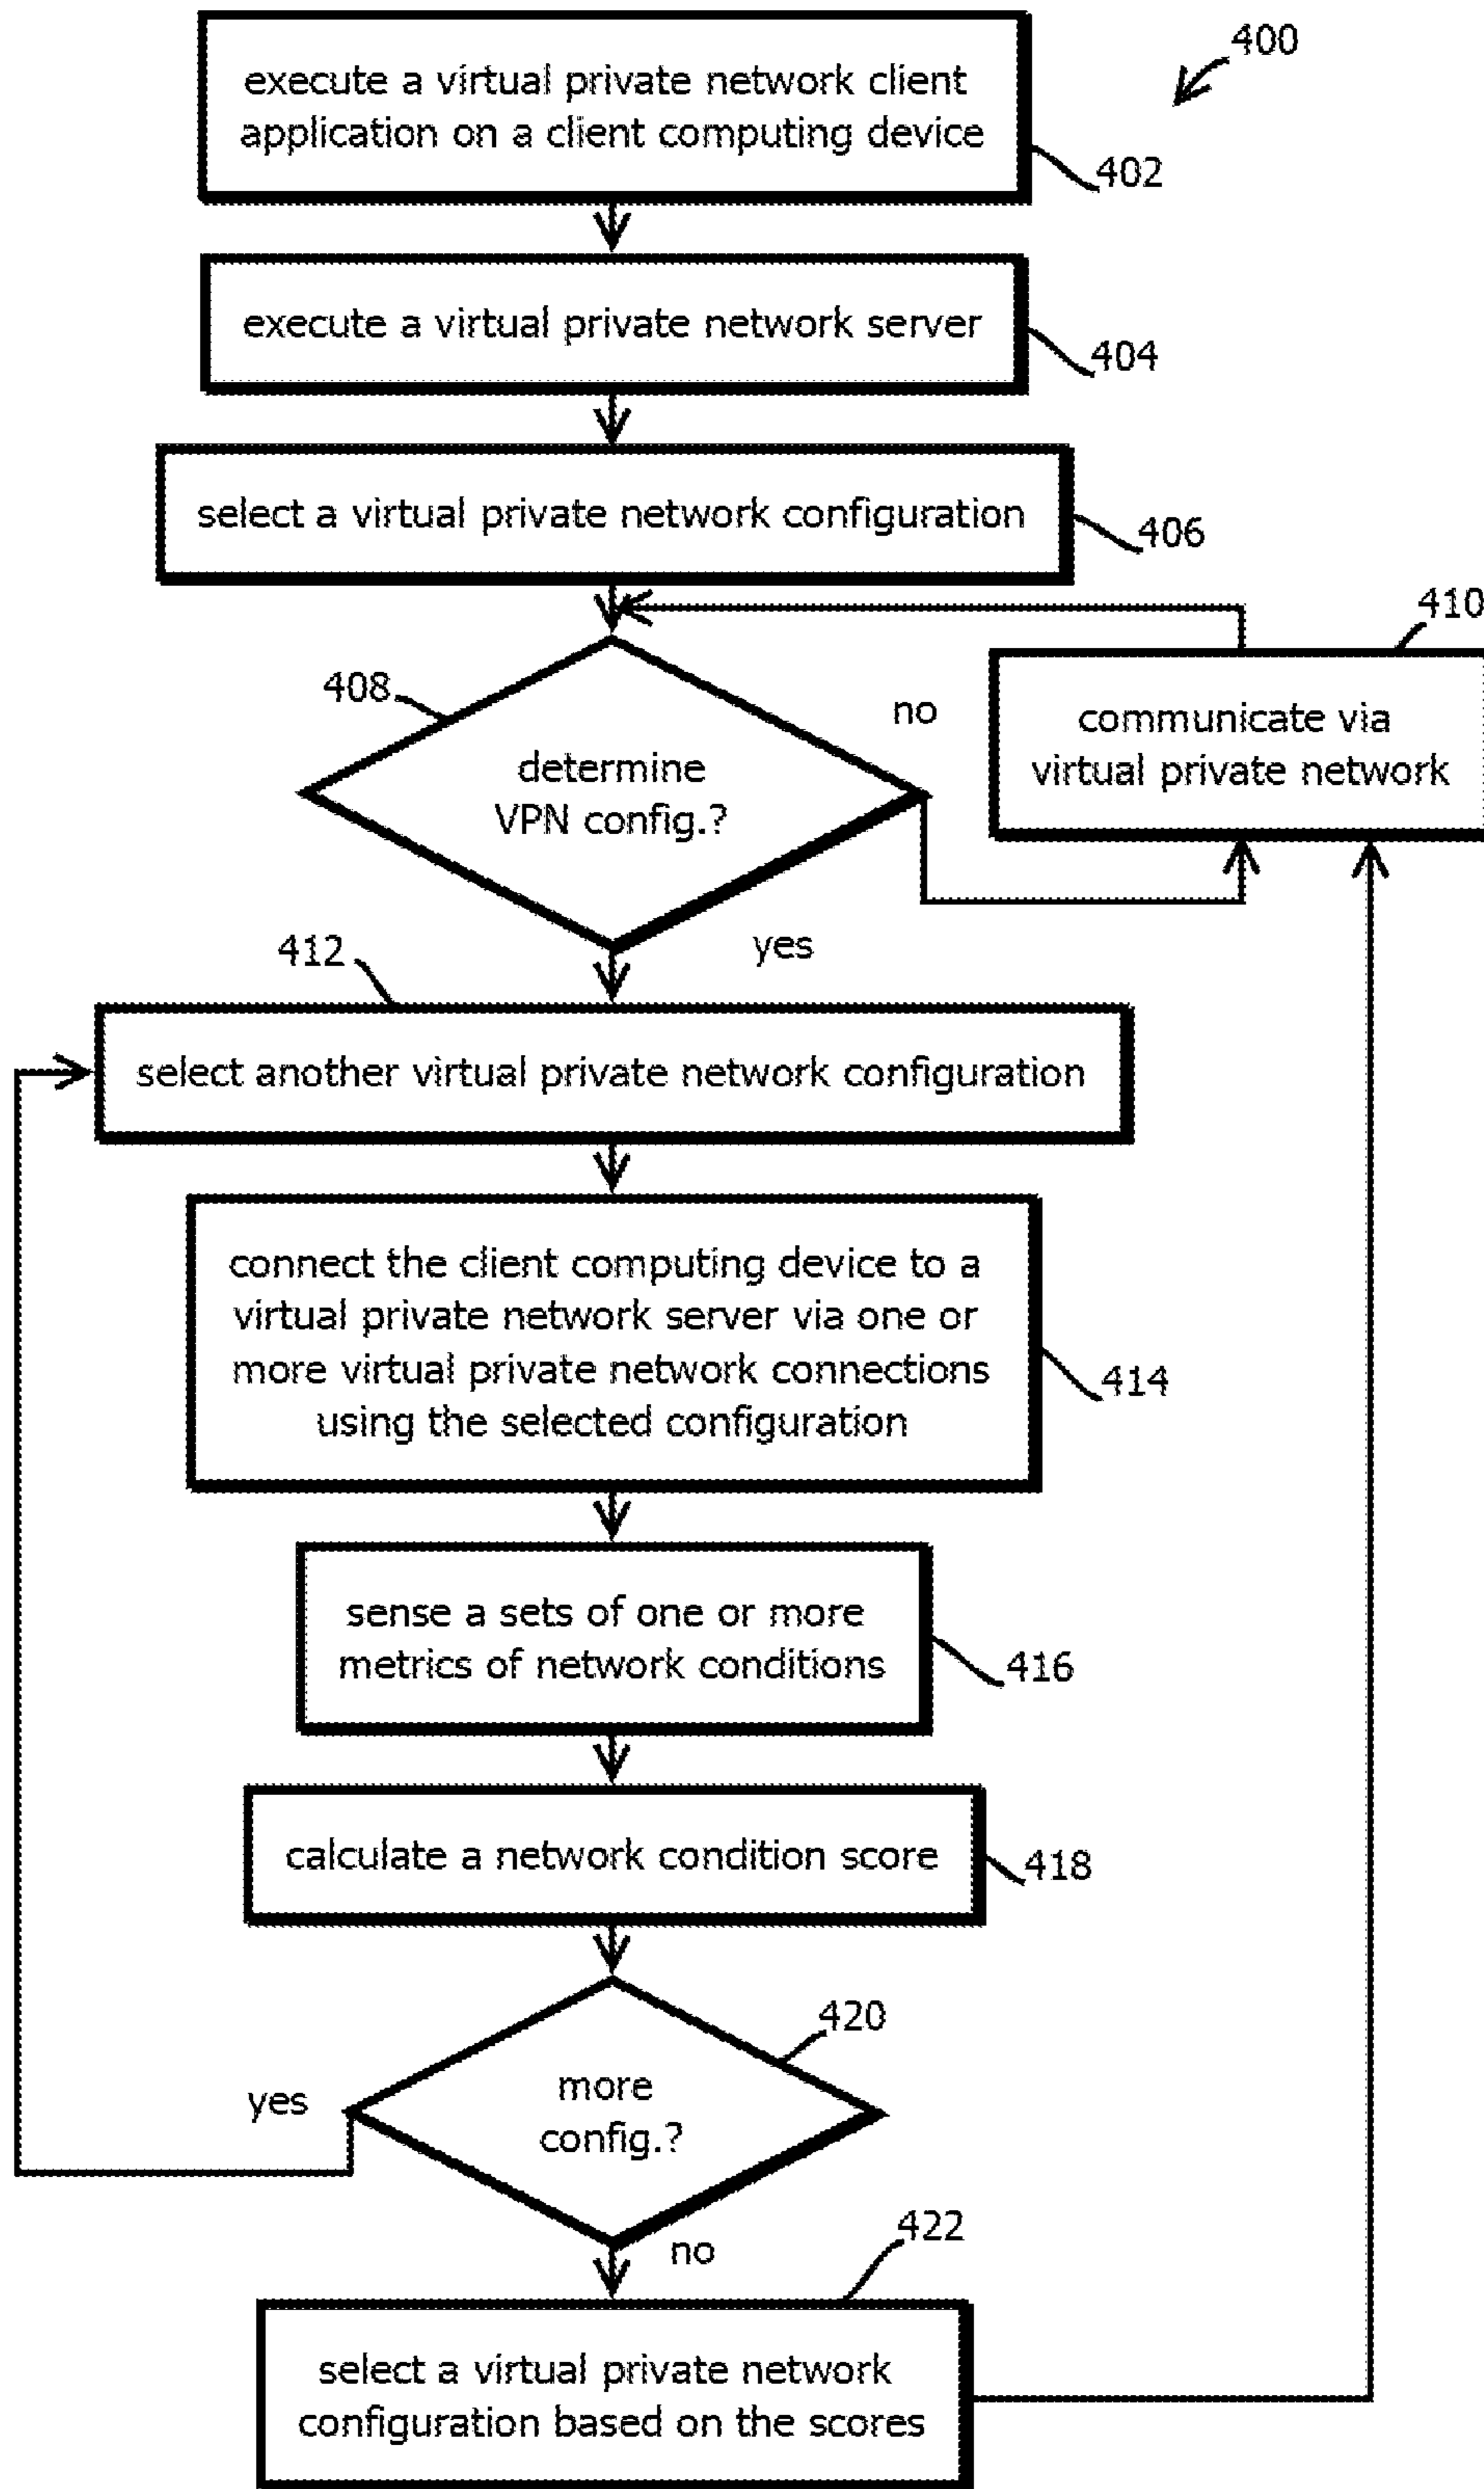 400
execute a virtual private network client
application on a client computing device
402
execute a virtual private network server
404
select a virtual private network configuration
406
410
408
no
communicate via
virtual private network
determine
VPN config.?
yes
412
select another virtual private network configuration
connect the client computing device to a
virtual private network server via one or
more virtual private network connections
using the selected configuration
414
sense a sets of one or more
metrics of network conditions
416
calculate a network condition score
418
420
more
config.?
yes
no
422
select a virtual private network
configuration based on the scores